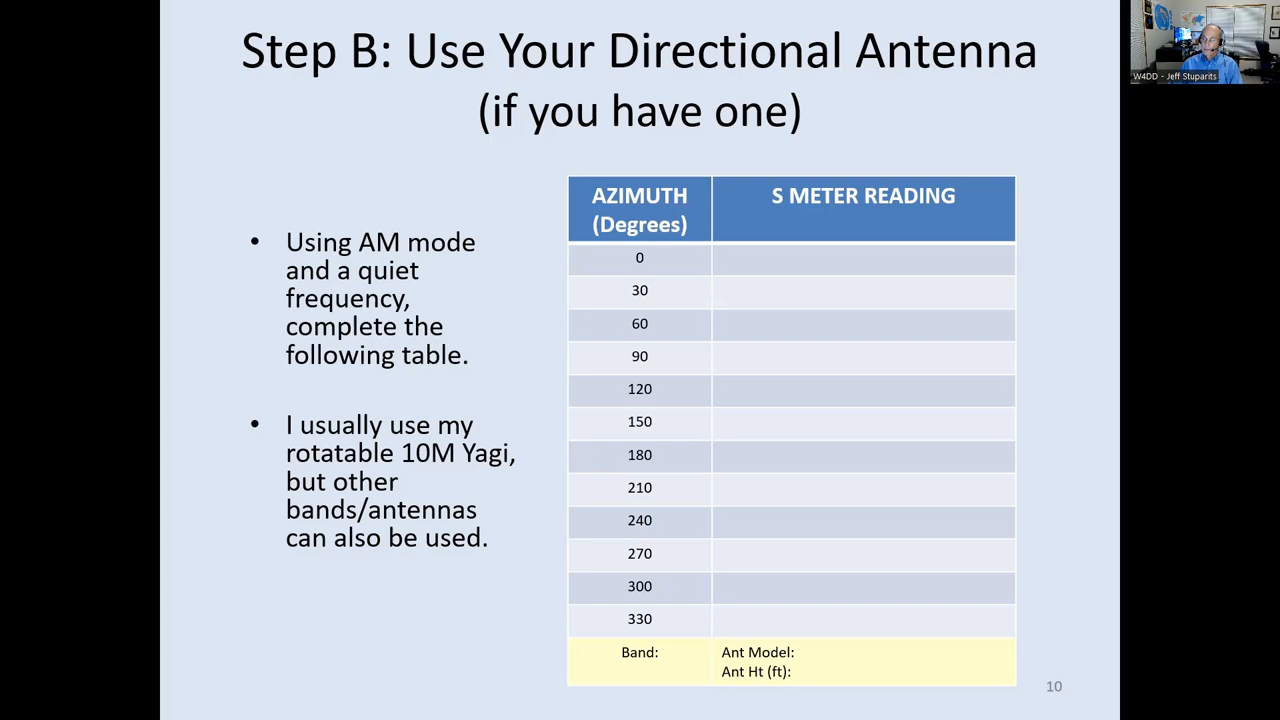 Step B: Use Your Directional Antenna
(if you have one)
W4DD - Jeff Stuparits
• Using AM mode
and a quiet
frequency,
complete the
following table.
• I usually use my
rotatable 10M Yagi,
but other
bands/antennas
can also be used.
AZIMUTH
(Degrees)
S METER READING
0
30
60
90
120
150
180
210
240
270
300
330
Band:
Ant Model:
Ant Ht (ft):
10